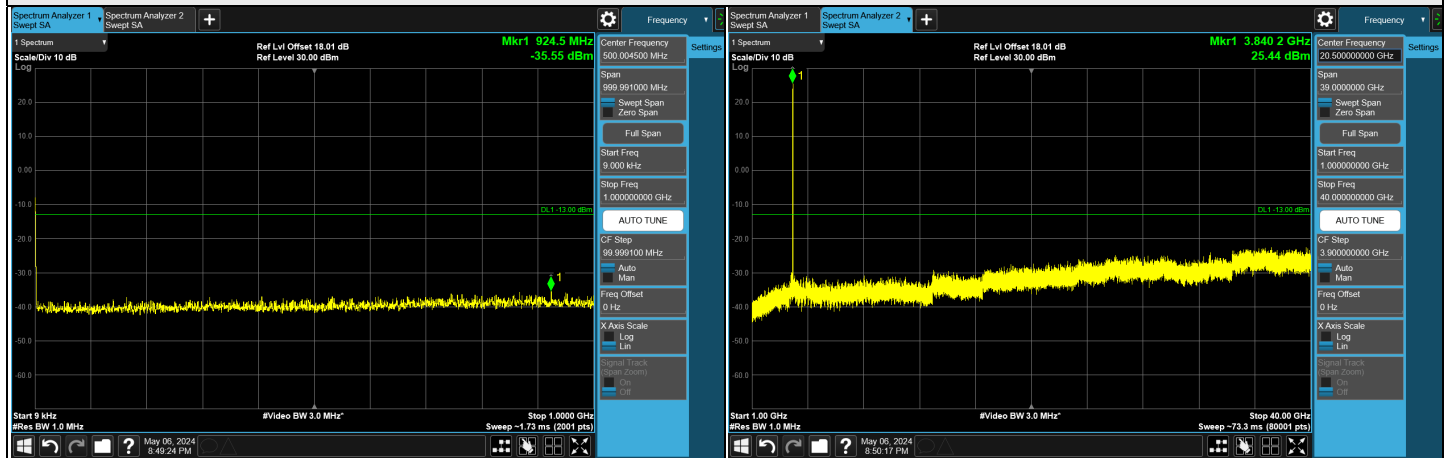 Spectrum Analyzer 1
Swept SA
Spectrum Analyzer 2
Swept SA
Frequency
1 Spectrum
Scale/Div 10 dB
Log
Ref Lvl Offset 18.01 dB
Ref Level 30.00 dBm
Mkr1 924.5 MHz
-35.55 dBm
20.0
10.0
0.00
-10.0
-20.0
-30.0
-40.0
-50.0
-60.0
DL1 -13.00 dBm
1
Start 9 kHz
#Res BW 1.0 MHz
#Video BW 3.0 MHz*
Stop 1.0000 GHz
Sweep ~1.73 ms (2001 pts)
May 06, 2024
8:49:24 PM
Center Frequency
500.004500 MHz
Span
999.991000 MHz
Swept Span
Zero Span
Full Span
Start Freq
9.000 kHz
Stop Freq
1.000000000 GHz
AUTO TUNE
CF Step
99.999100 MHz
Auto
Man
Freq Offset
0 Hz
X Axis Scale
Log
Lin
Signal Track
(Span Zoom)
On
Off
Settings
Spectrum Analyzer 1
Swept SA
Spectrum Analyzer 2
Swept SA
Frequency
1 Spectrum
Scale/Div 10 dB
Log
Ref Lvl Offset 18.01 dB
Ref Level 30.00 dBm
Mkr1 3.840 2 GHz
25.44 dBm
1
20.0
10.0
0.00
-10.0
-20.0
-30.0
-40.0
-50.0
-60.0
DL1 -13.00 dBm
Start 1.00 GHz
#Res BW 1.0 MHz
#Video BW 3.0 MHz*
Stop 40.00 GHz
Sweep ~73.3 ms (80001 pts)
May 06, 2024
8:50:17 PM
Center Frequency
20.500000000 GHz
Span
39.0000000 GHz
Swept Span
Zero Span
Full Span
Start Freq
1.000000000 GHz
Stop Freq
40.000000000 GHz
AUTO TUNE
CF Step
3.900000000 GHz
Auto
Man
Freq Offset
0 Hz
X Axis Scale
Log
Lin
Signal Track
(Span Zoom)
On
Off
Settings